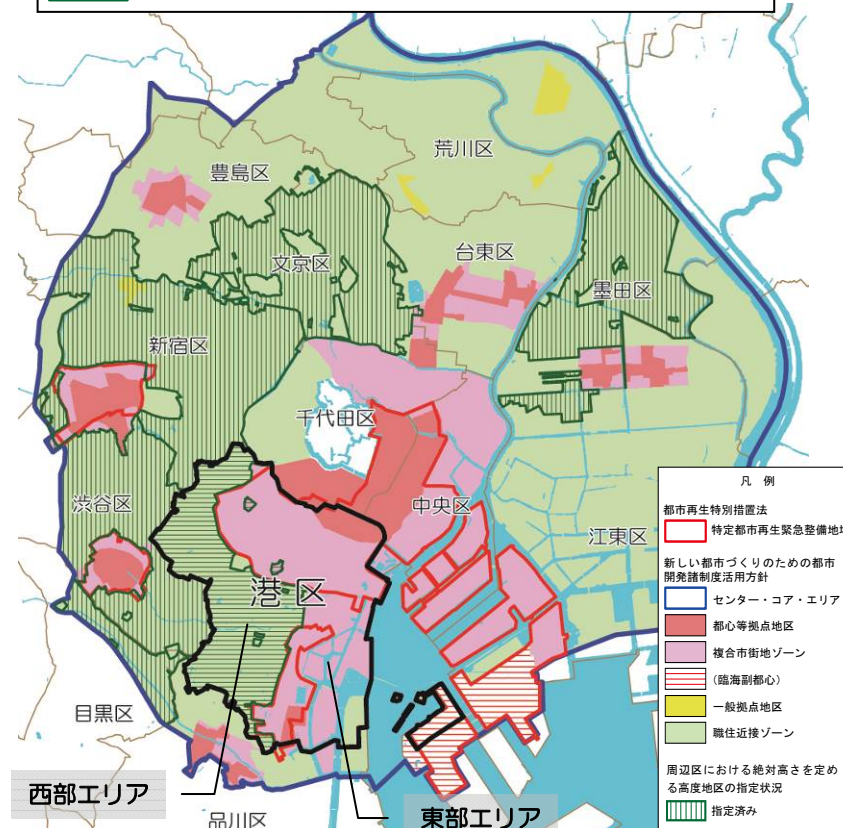 荒川区
豊島区
台東区
文京区
墨田区
新宿区
千代田区
渋谷区
中央区
江東区
港区
目黒区
西部エリア
東部エリア
品川区
凡 例
都市再生特別措置法
特定都市再生緊急整備地域
新しい都市づくりのための都市
開発諸制度活用方針
センター・コア・エリア
都心等拠点地区
複合市街地ゾーン
(臨海副都心)
一般拠点地区
職住近接ゾーン
周辺区における絶対高さを定め
る高度地区の指定状況
指定済み